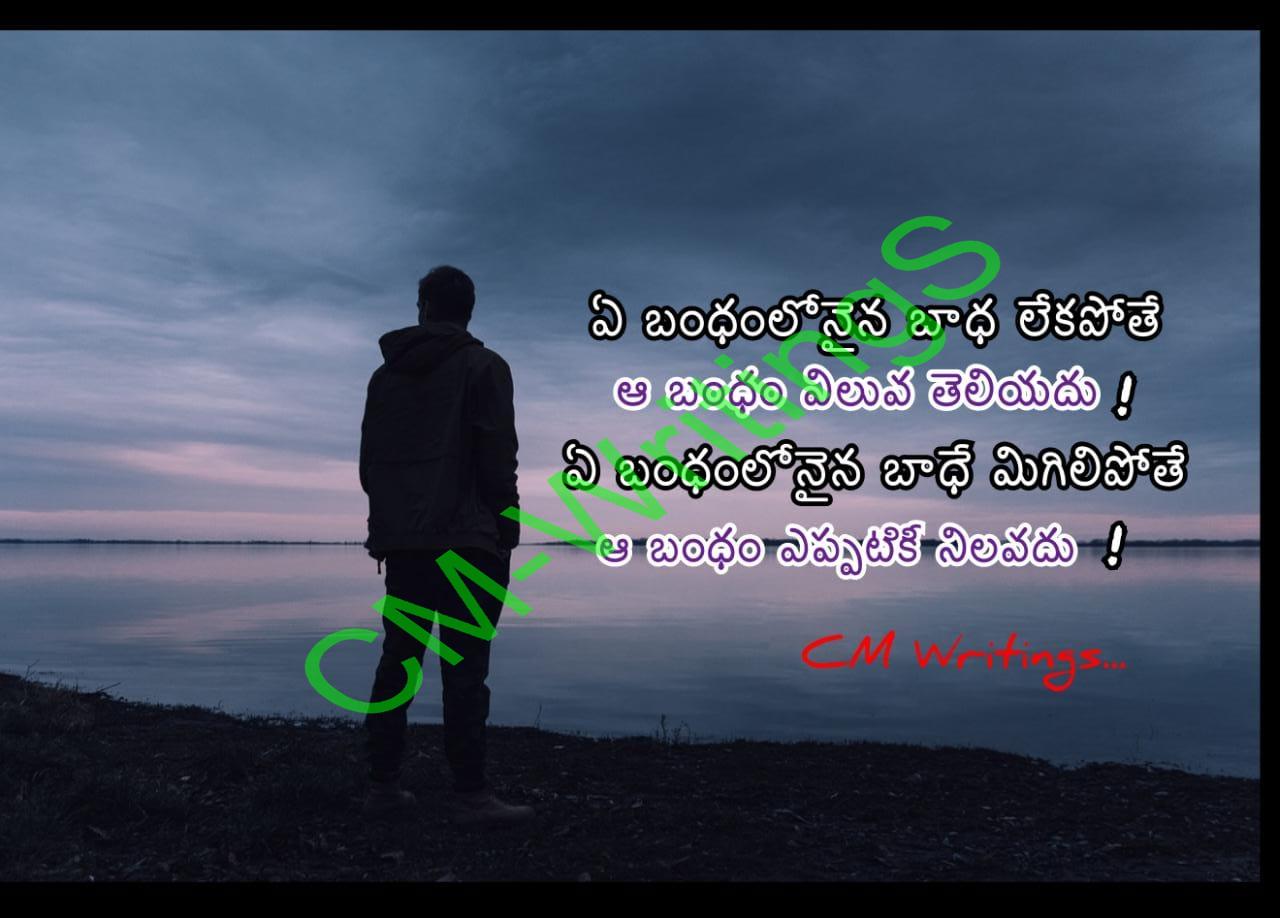 ఏ బంధంలోనైన బాధ లేకపోతే
ఆ బంధం విలువ తెలియదు !
ఏ బంధంలోనైన బాధే మిగిలిపోతే
ఆ బంధం ఎప్పటికీ నిలవదు !
CM Writings...
CM-WritingS